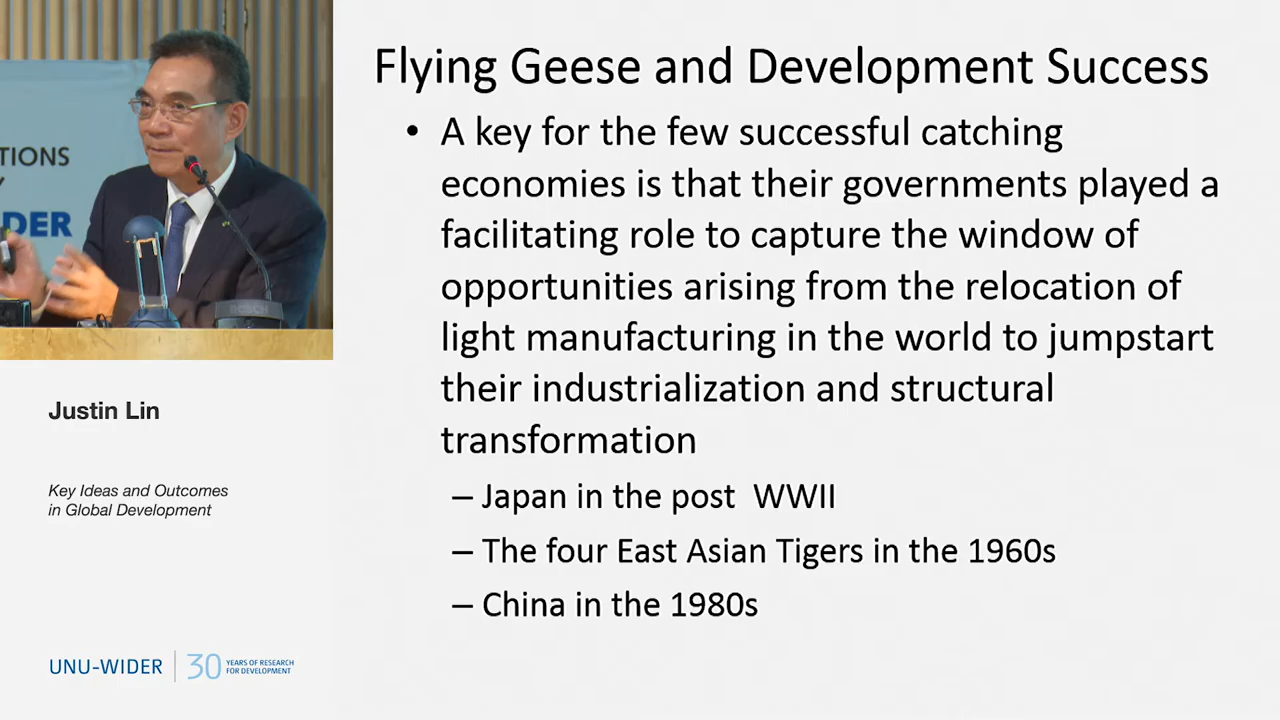 Flying Geese and Development Success
• A key for the few successful catching
economies is that their governments played a
facilitating role to capture the window of
opportunities arising from the relocation of
light manufacturing in the world to jumpstart
their industrialization and structural
transformation
– Japan in the post WWII
– The four East Asian Tigers in the 1960s
– China in the 1980s
TIONS
Y
DER
Justin Lin
Key Ideas and Outcomes
in Global Development
UNU-WIDER
30 YEARS OF RESEARCH
FOR DEVELOPMENT